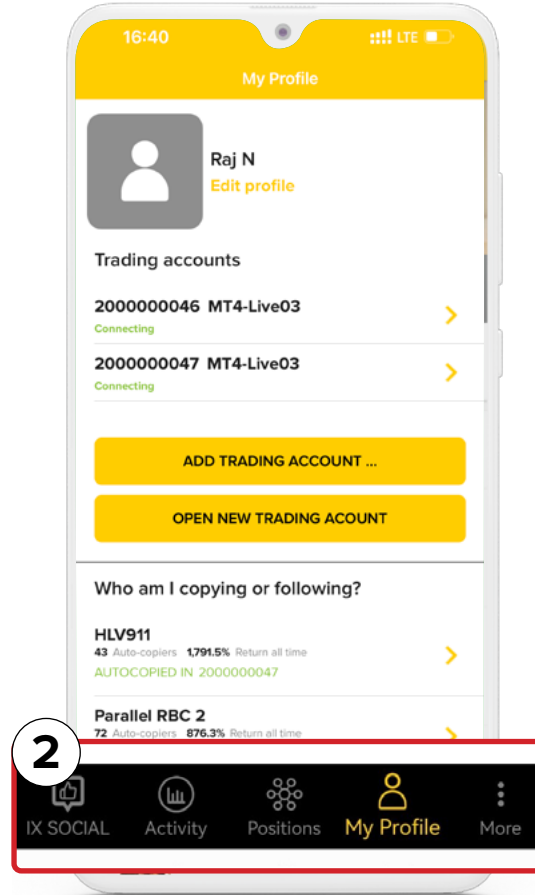 16:40
LTE
My Profile
Raj N
Edit profile
Trading accounts
2000000046 MT4-Live03
Connecting
2000000047 MT4-Live03
Connecting
ADD TRADING ACCOUNT ...
OPEN NEW TRADING ACOUNT
Who am I copying or following?
HLV911
43 Auto-copiers 1,791.5% Return all time
AUTOCOPIED IN 2000000047
Parallel RBC 2
72 Auto-copiers 876.3% Return all time
2
IX SOCIAL Activity Positions My Profile More